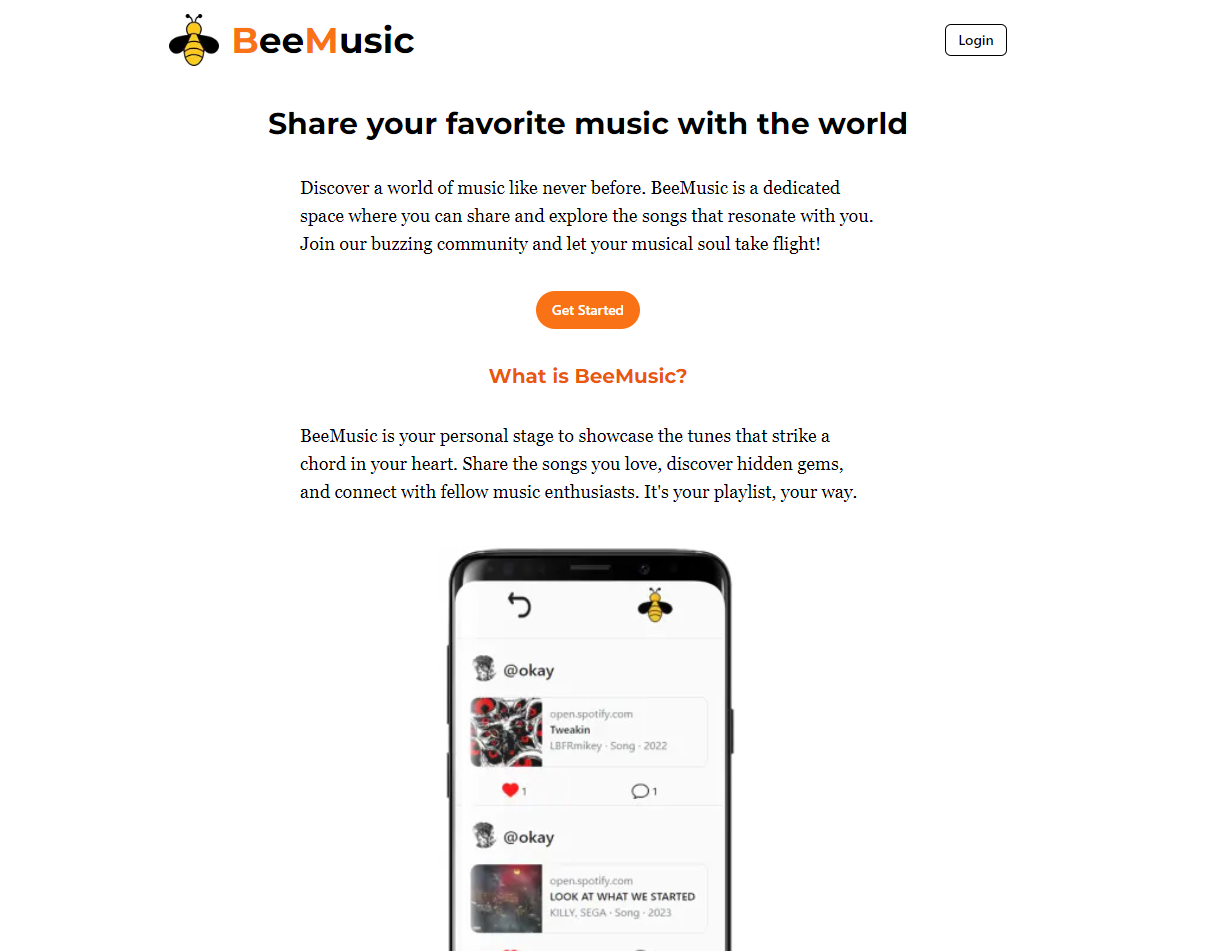 BeeMusic
Login
Share your favorite music with the world
Discover a world of music like never before. BeeMusic is a dedicated
space where you can share and explore the songs that resonate with you.
Join our buzzing community and let your musical soul take flight!
Get Started
What is BeeMusic?
BeeMusic is your personal stage to showcase the tunes that strike a
chord in your heart. Share the songs you love, discover hidden gems,
and connect with fellow music enthusiasts. It's your playlist, your way.
@okay
open.spotify.com
Tweakin
LBFRmikey · Song · 2022
1 1
@okay
open.spotify.com
LOOK AT WHAT WE STARTED
KILLY, SEGA · Song · 2023